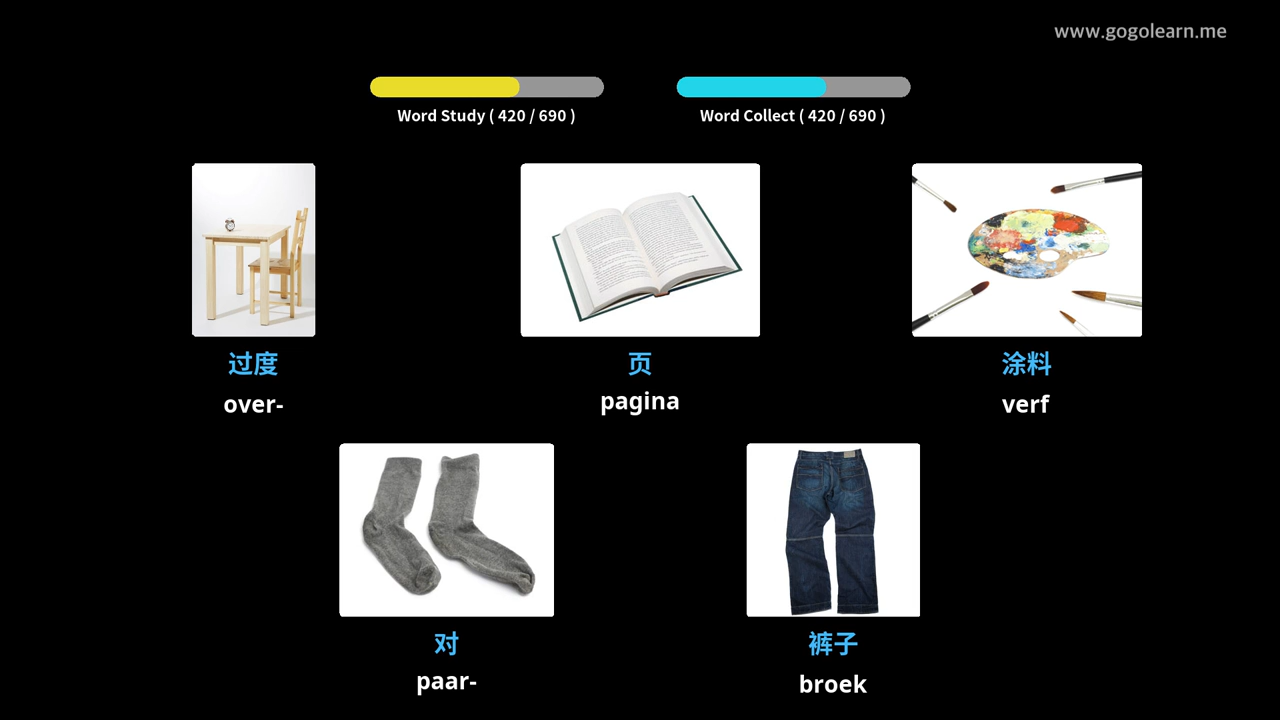 www.gogolearn.me
Word Study ( 420 / 690 )
Word Collect ( 420 / 690 )
过度
over-
页
pagina
涂料
verf
对
paar-
裤子
broek